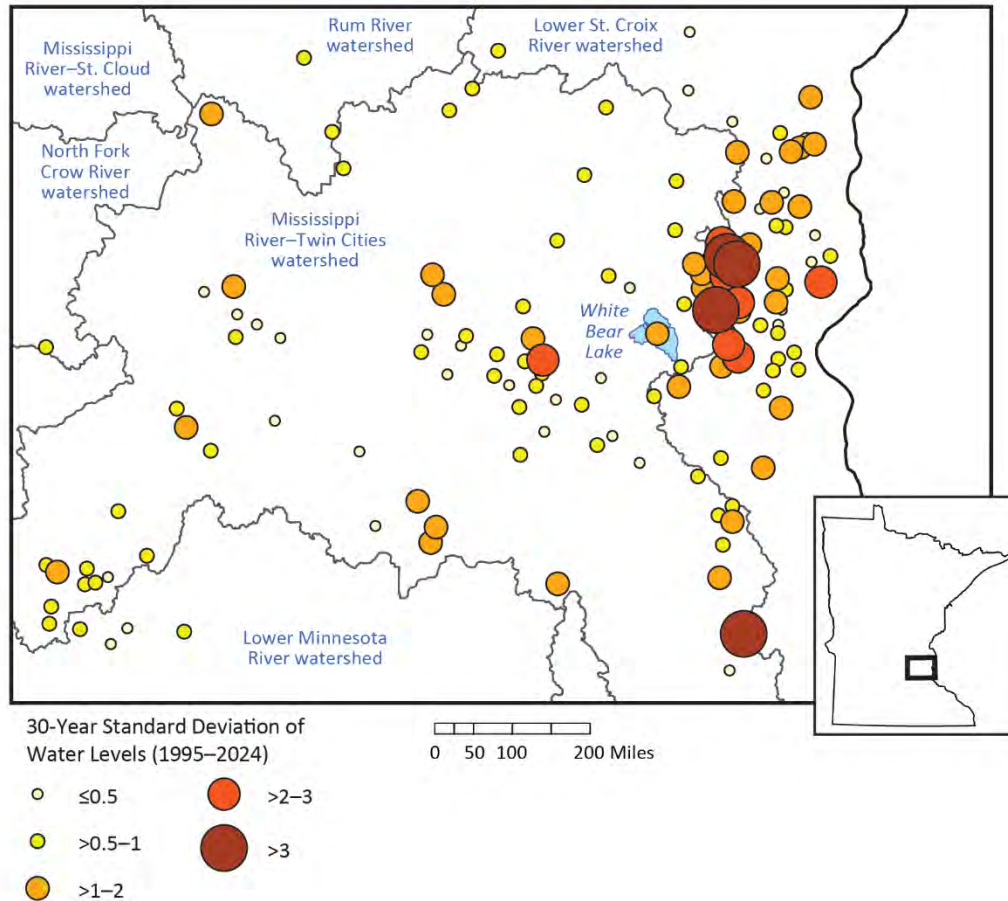 Rum River
watershed
Lower St. Croix
River watershed
Mississippi
River–St. Cloud
watershed
North Fork
Crow River
watershed
Mississippi
River–Twin Cities
watershed
White
Bear
Lake
Lower Minnesota
River watershed
30-Year Standard Deviation of
Water Levels (1995–2024)
≤0.5
>0.5–1
>1–2
>2–3
>3
0 50 100 200 Miles